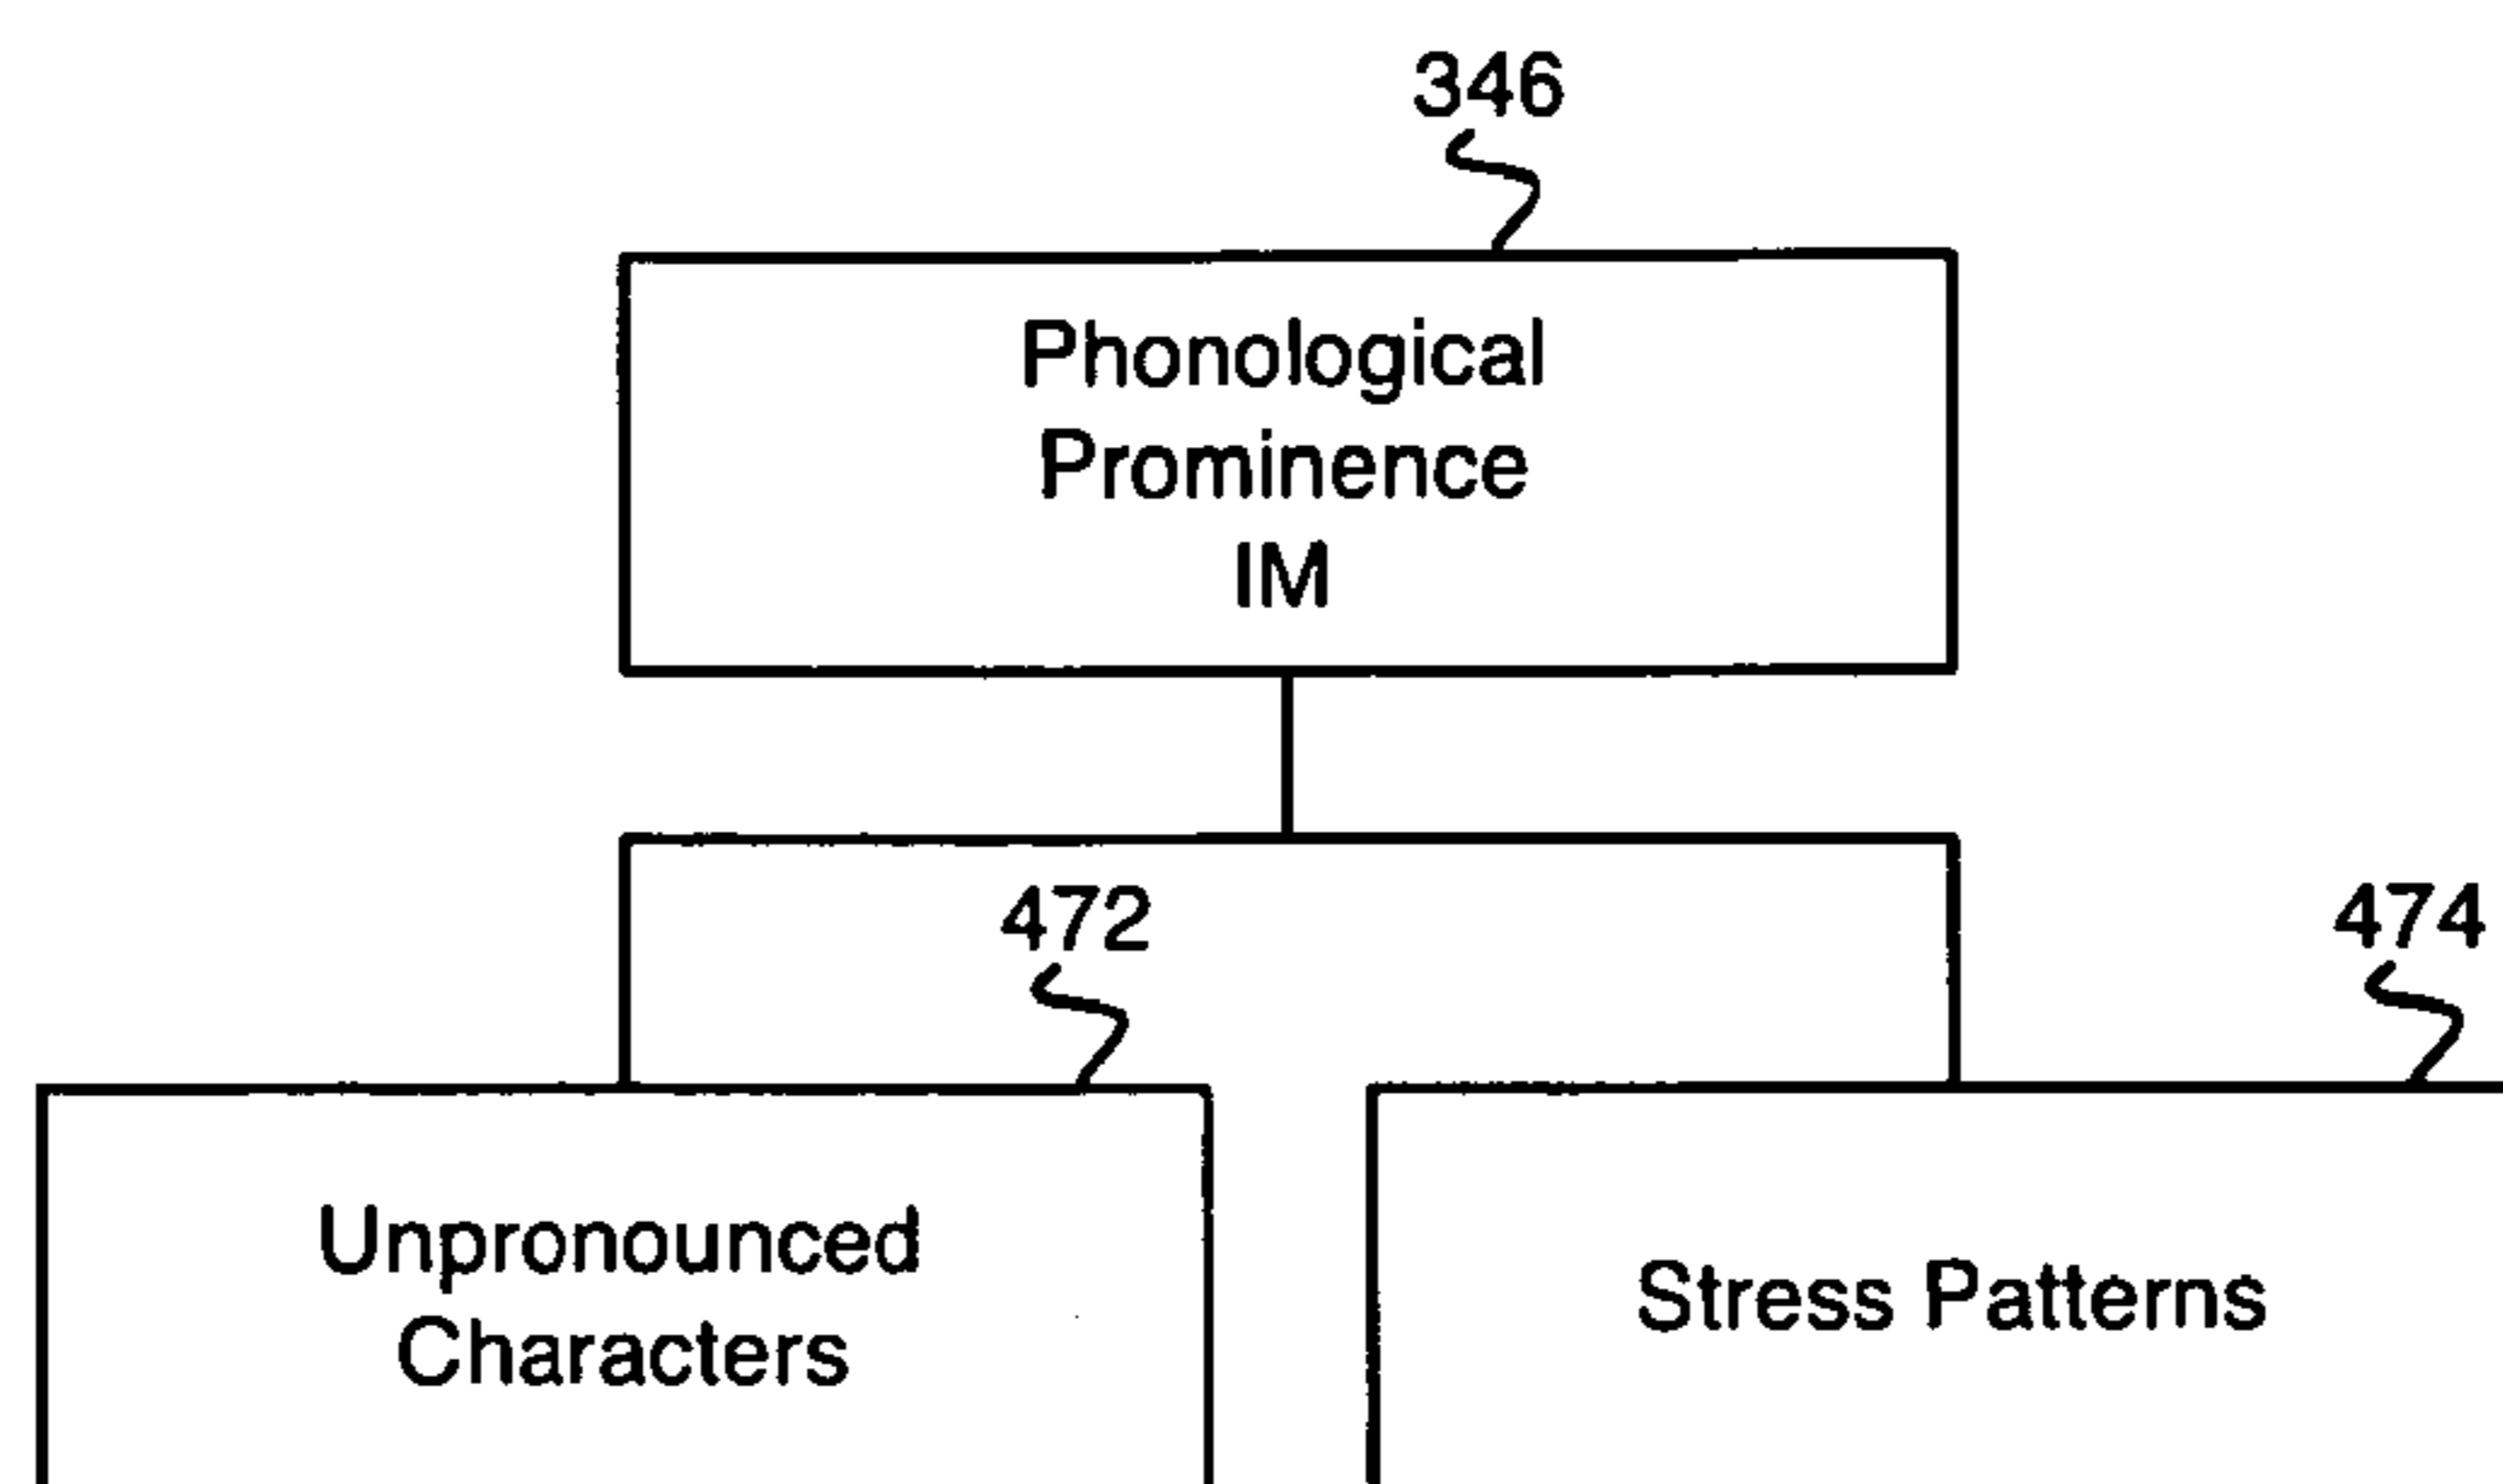 346
Phonological
Prominence
IM
472
474
Unpronounced
Characters
Stress Patterns